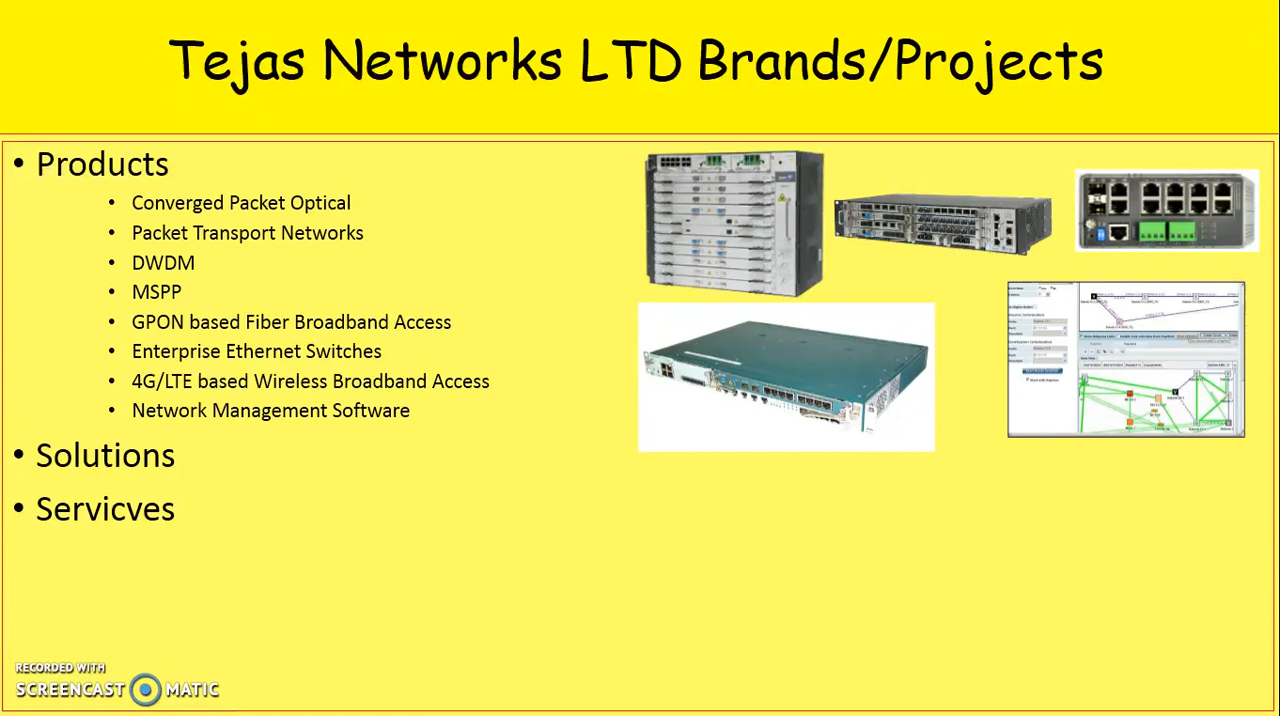 Tejas Networks LTD Brands/Projects
• Products
• Converged Packet Optical
• Packet Transport Networks
• DWDM
• MSPP
• GPON based Fiber Broadband Access
• Enterprise Ethernet Switches
• 4G/LTE based Wireless Broadband Access
• Network Management Software
• Solutions
• Servicves
RECORDED WITH
SCREENCAST MATIC